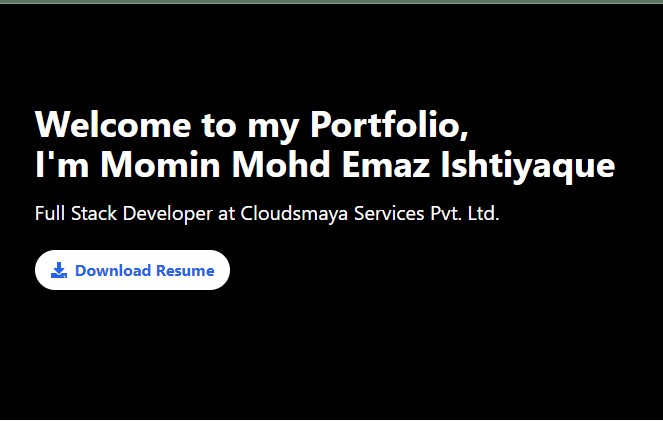 Welcome to my Portfolio,
I'm Momin Mohd Emaz Ishtiyaque
Full Stack Developer at Cloudsmaya Services Pvt. Ltd.
Download Resume